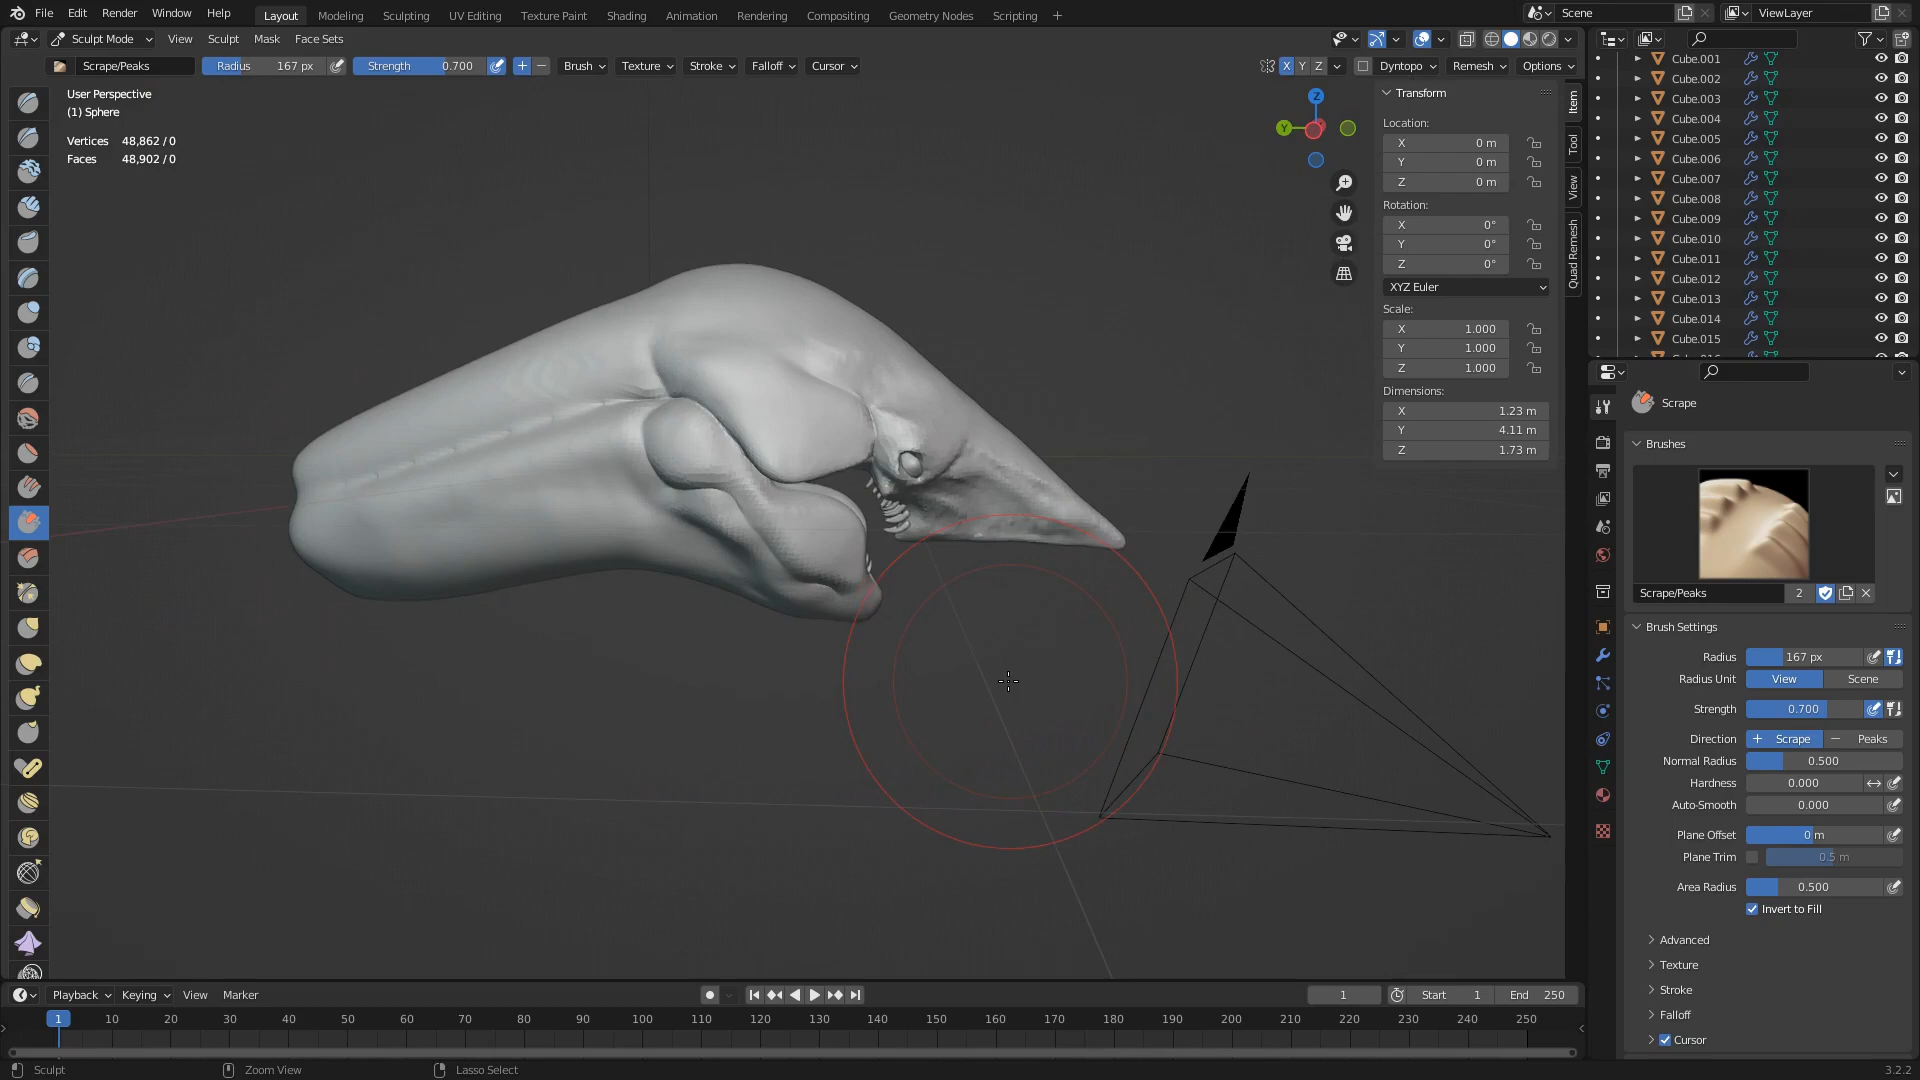 File Edit Render Window Help Layout Modeling Sculpting UV Editing Texture Paint Shading Animation Rendering Compositing Geometry Nodes Scripting + Scene ViewLayer
Sculpt Mode View Sculpt Mask Face Sets
Scrape/Peaks Radius 167 px Strength 0.700 + − Brush Texture Stroke Falloff Cursor X Y Z Dyntopo Remesh Options
User Perspective
(1) Sphere
Vertices 48,862 / 0
Faces 48,902 / 0
Z
Y
Transform
Location:
X 0 m
Y 0 m
Z 0 m
Rotation:
X 0°
Y 0°
Z 0°
XYZ Euler
Scale:
X 1.000
Y 1.000
Z 1.000
Dimensions:
X 1.23 m
Y 4.11 m
Z 1.73 m
Item
Tool
View
Quad Remesh
Cube.001
Cube.002
Cube.003
Cube.004
Cube.005
Cube.006
Cube.007
Cube.008
Cube.009
Cube.010
Cube.011
Cube.012
Cube.013
Cube.014
Cube.015
Scrape
Brushes
Scrape/Peaks 2
Brush Settings
Radius 167 px
Radius Unit View Scene
Strength 0.700
Direction + Scrape − Peaks
Normal Radius 0.500
Hardness 0.000
Auto-Smooth 0.000
Plane Offset 0 m
Plane Trim 0.5 m
Area Radius 0.500
Invert to Fill
Advanced
Texture
Stroke
Falloff
Cursor
Playback Keying View Marker 1 Start 1 End 250
1 10 20 30 40 50 60 70 80 90 100 110 120 130 140 150 160 170 180 190 200 210 220 230 240 250
Sculpt Zoom View Lasso Select 3.2.2